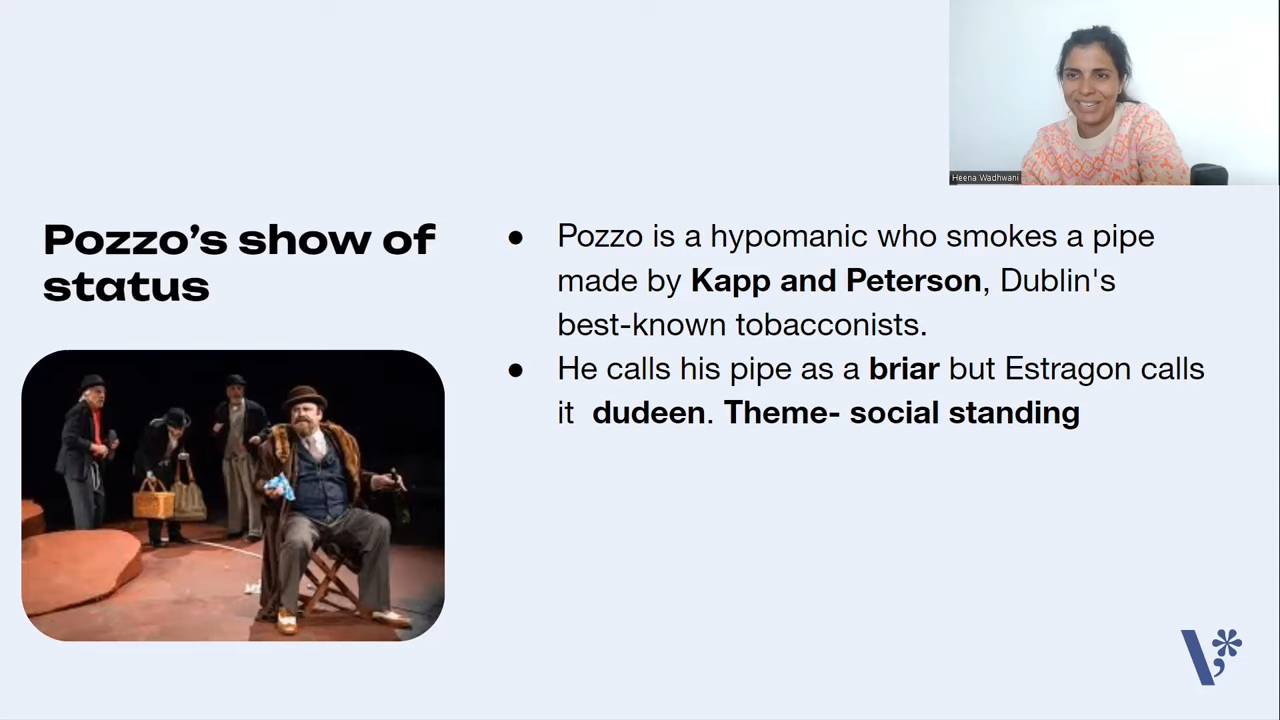 Heena Wadhwani
Pozzo’s show of
status
● Pozzo is a hypomanic who smokes a pipe
made by Kapp and Peterson, Dublin's
best-known tobacconists.
● He calls his pipe as a briar but Estragon calls
it  dudeen. Theme- social standing